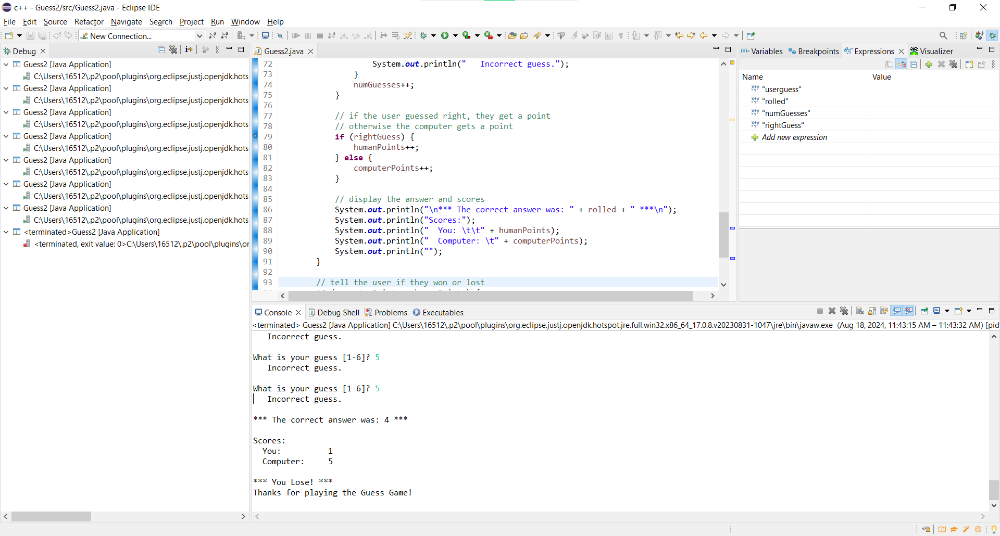 c++ - Guess2/src/Guess2.java - Eclipse IDE
File Edit Source Refactor Navigate Search Project Run Window Help
New Connection...
Debug
Guess2 [Java Application]
C:\Users\16512\.p2\pool\plugins\org.eclipse.justj.openjdk.hots
Guess2 [Java Application]
C:\Users\16512\.p2\pool\plugins\org.eclipse.justj.openjdk.hots
Guess2 [Java Application]
C:\Users\16512\.p2\pool\plugins\org.eclipse.justj.openjdk.hots
Guess2 [Java Application]
C:\Users\16512\.p2\pool\plugins\org.eclipse.justj.openjdk.hots
Guess2 [Java Application]
C:\Users\16512\.p2\pool\plugins\org.eclipse.justj.openjdk.hots
Guess2 [Java Application]
C:\Users\16512\.p2\pool\plugins\org.eclipse.justj.openjdk.hots
Guess2 [Java Application]
C:\Users\16512\.p2\pool\plugins\org.eclipse.justj.openjdk.hots
<terminated>Guess2 [Java Application]
<terminated, exit value: 0>C:\Users\16512\.p2\pool\plugins\or
Guess2.java
72 System.out.println("   Incorrect guess.");
73 }
74 numGuesses++;
75 }
76
77 // if the user guessed right, they get a point
78 // otherwise the computer gets a point
79 if (rightGuess) {
80 humanPoints++;
81 } else {
82 computerPoints++;
83 }
84
85 // display the answer and scores
86 System.out.println("\n*** The correct answer was: " + rolled + " ***\n");
87 System.out.println("Scores:");
88 System.out.println("  You: \t\t" + humanPoints);
89 System.out.println("  Computer: \t" + computerPoints);
90 System.out.println("");
91 }
92
93 // tell the user if they won or lost
Variables Breakpoints Expressions Visualizer
Name Value
"userguess"
"rolled"
"numGuesses"
"rightGuess"
Add new expression
Console Debug Shell Problems Executables
<terminated> Guess2 [Java Application] C:\Users\16512\.p2\pool\plugins\org.eclipse.justj.openjdk.hotspot.jre.full.win32.x86_64_17.0.8.v20230831-1047\jre\bin\javaw.exe (Aug 18, 2024, 11:43:15 AM – 11:43:32 AM) [pid
Incorrect guess.
What is your guess [1-6]? 5
Incorrect guess.
What is your guess [1-6]? 5
Incorrect guess.
*** The correct answer was: 4 ***
Scores:
You: 1
Computer: 5
*** You Lose! ***
Thanks for playing the Guess Game!